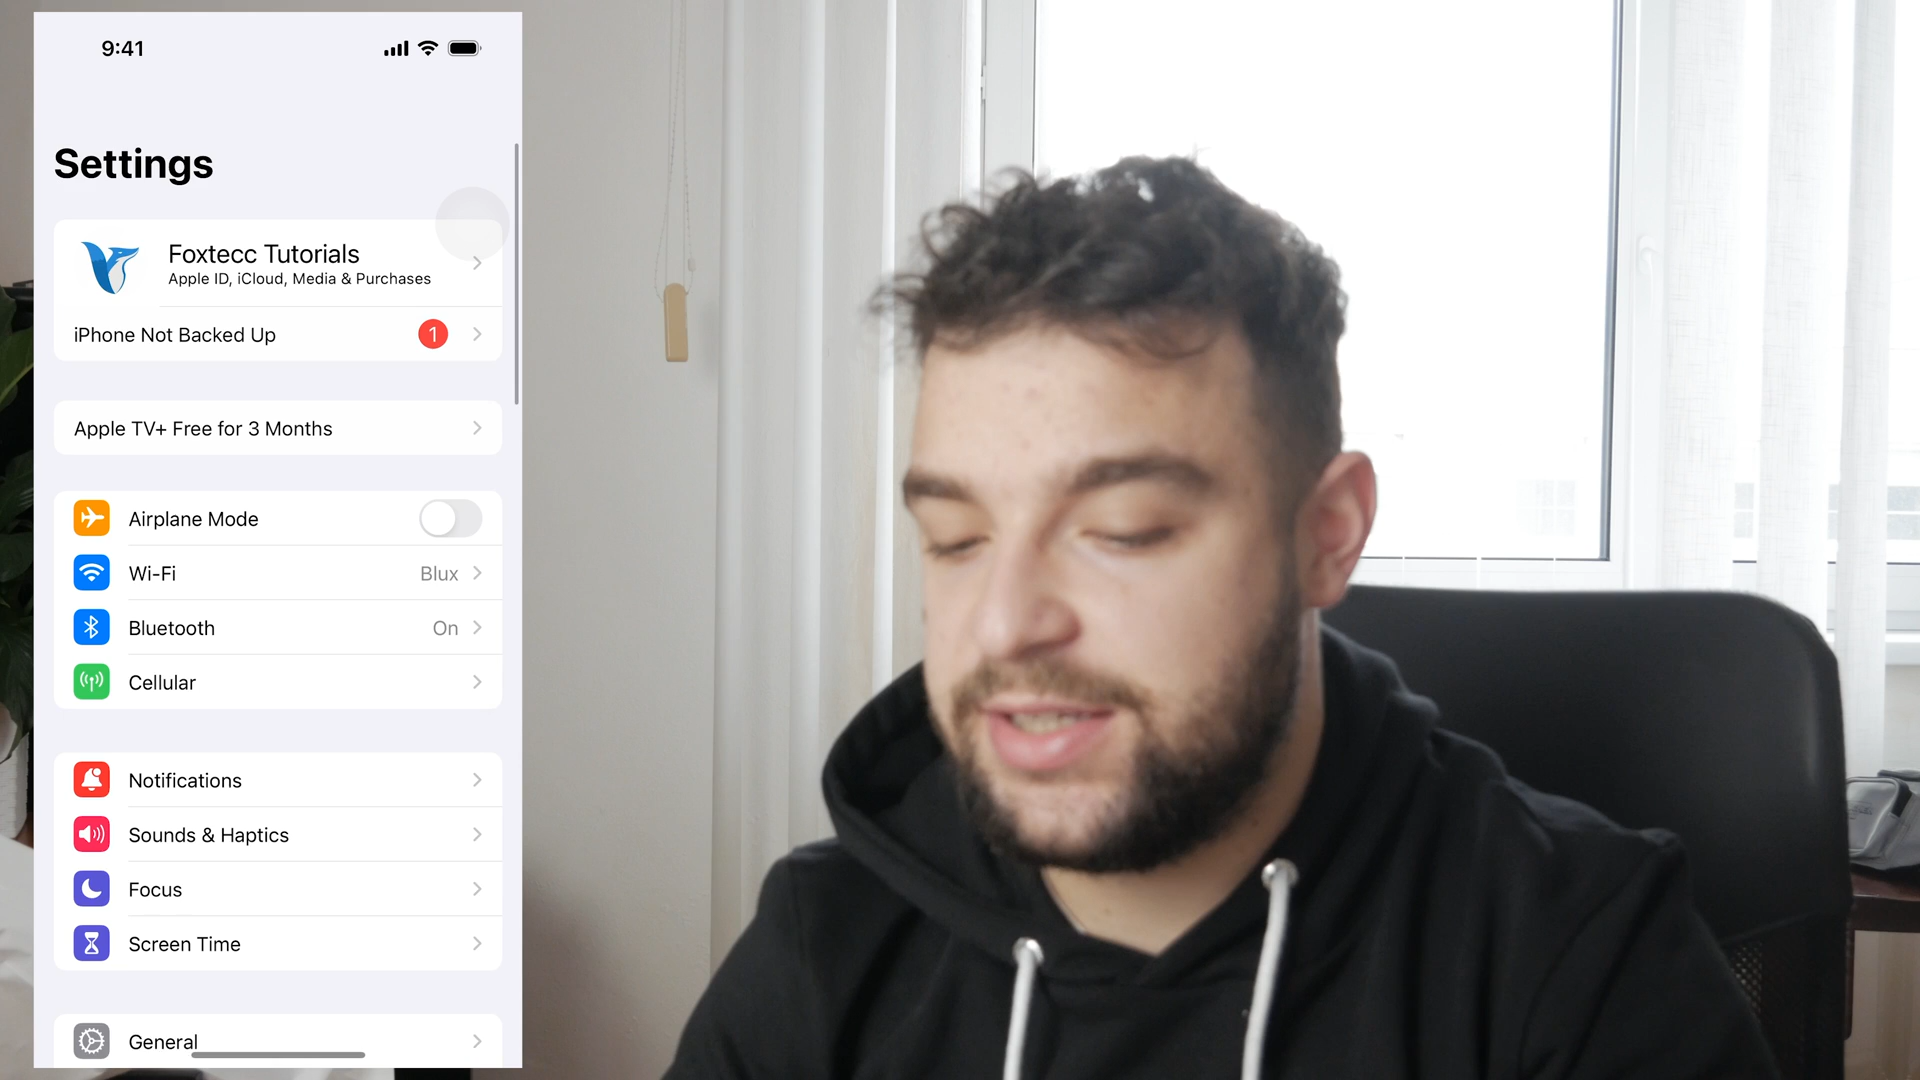 9:41
Settings
Foxtecc Tutorials
Apple ID, iCloud, Media & Purchases
iPhone Not Backed Up
1
Apple TV+ Free for 3 Months
Airplane Mode
Wi-Fi
Blux
Bluetooth
On
Cellular
Notifications
Sounds & Haptics
Focus
Screen Time
General